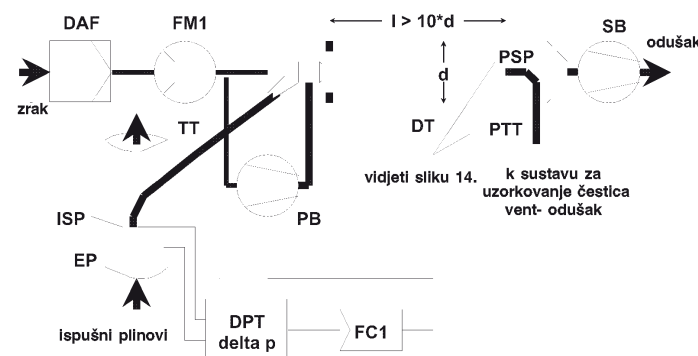 DAF
FM1
l > 10*d
SB
odušak
PSP
d
zrak
TT
DT
PTT
vidjeti sliku 14.
k sustavu za
uzorkovanje čestica
vent- odušak
ISP
PB
EP
ispušni plinovi
DPT
delta p
FC1